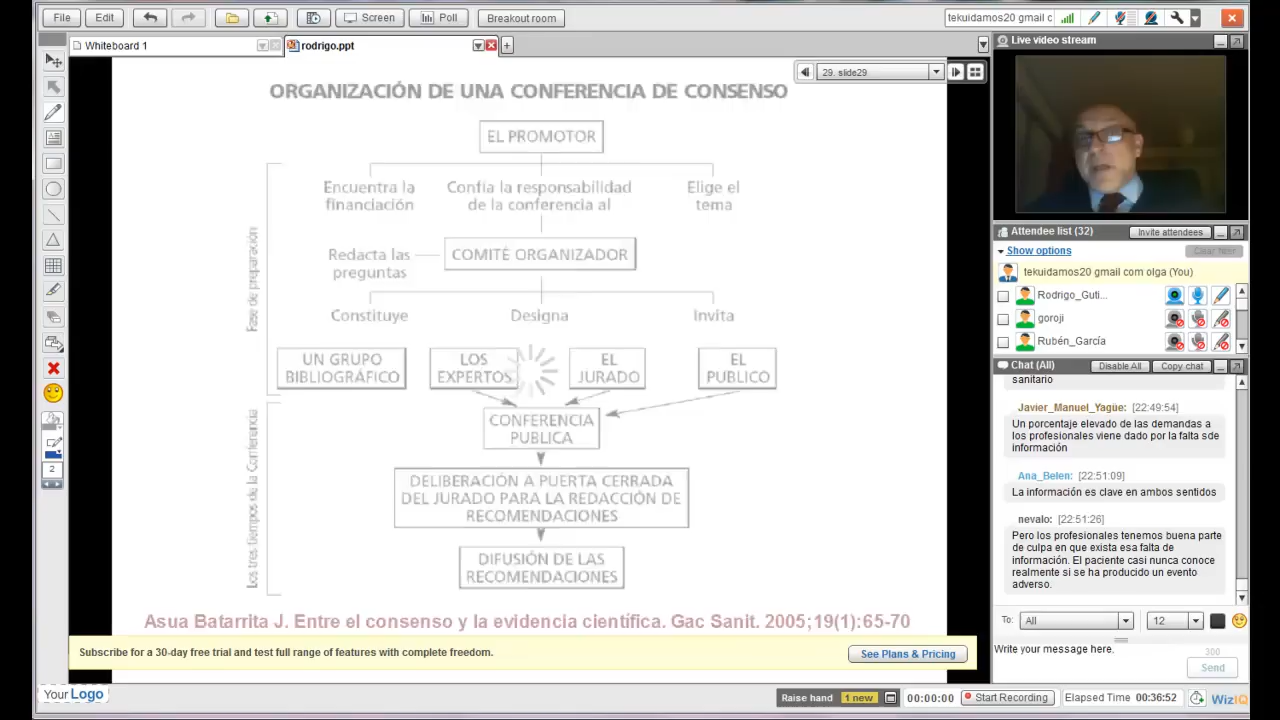 File
Edit
Screen
Poll
Breakout room
tekuidamos20 gmail c
Whiteboard 1
rodrigo.ppt
29. slide29
ORGANIZACIÓN DE UNA CONFERENCIA DE CONSENSO
EL PROMOTOR
Encuentra la
financiación
Confía la responsabilidad
de la conferencia al
Elige el
tema
Redacta las
preguntas
COMITÉ ORGANIZADOR
Fase de preparación
Constituye
Designa
Invita
UN GRUPO
BIBLIOGRÁFICO
LOS
EXPERTOS
EL
JURADO
EL
PUBLICO
CONFERENCIA
PUBLICA
Los tres tiempos de la Conferencia
DELIBERACIÓN A PUERTA CERRADA
DEL JURADO PARA LA REDACCIÓN DE
RECOMENDACIONES
DIFUSIÓN DE LAS
RECOMENDACIONES
Asua Batarrita J. Entre el consenso y la evidencia científica. Gac Sanit. 2005;19(1):65-70
Subscribe for a 30-day free trial and test full range of features with complete freedom.
See Plans & Pricing
Your Logo
Raise hand
1 new
00:00:00
Start Recording
Elapsed Time 00:36:52
WizIQ
Live video stream
Attendee list (32)
Invite attendees
Show options
Clear hear
tekuidamos20 gmail com olga (You)
Rodrigo_Guti...
goroji
Rubén_García
Chat (All)
Disable All
Copy chat
sanitario
Javier_Manuel_Yagüe: [22:49:54]
Un porcentaje elevado de las demandas a
los profesionales viene dado por la falta sde
información
Ana_Belen: [22:51:09]
La información es clave en ambos sentidos
nevalo: [22:51:26]
Pero los profesionales tenemos buena parte
de culpa en que exista esa falta de
información. El paciente casi nunca conoce
realmente si se ha producido un evento
adverso.
To:
All
12
Write your message here.
300
Send
2